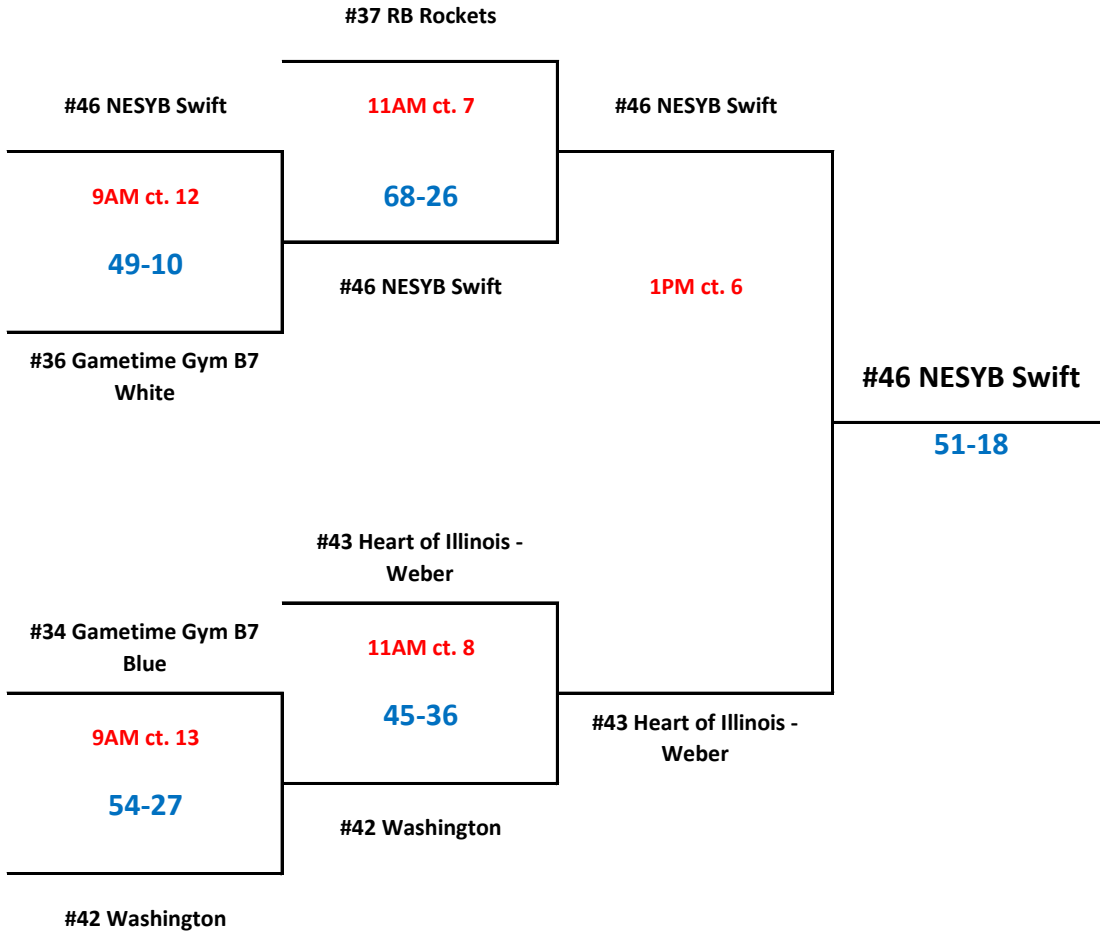 #37 RB Rockets
#46 NESYB Swift
11AM ct. 7
#46 NESYB Swift
9AM ct. 12
68-26
49-10
#46 NESYB Swift
1PM ct. 6
#36 Gametime Gym B7
White
#46 NESYB Swift
51-18
#43 Heart of Illinois -
Weber
#34 Gametime Gym B7
Blue
11AM ct. 8
45-36
#43 Heart of Illinois -
Weber
9AM ct. 13
54-27
#42 Washington
#42 Washington